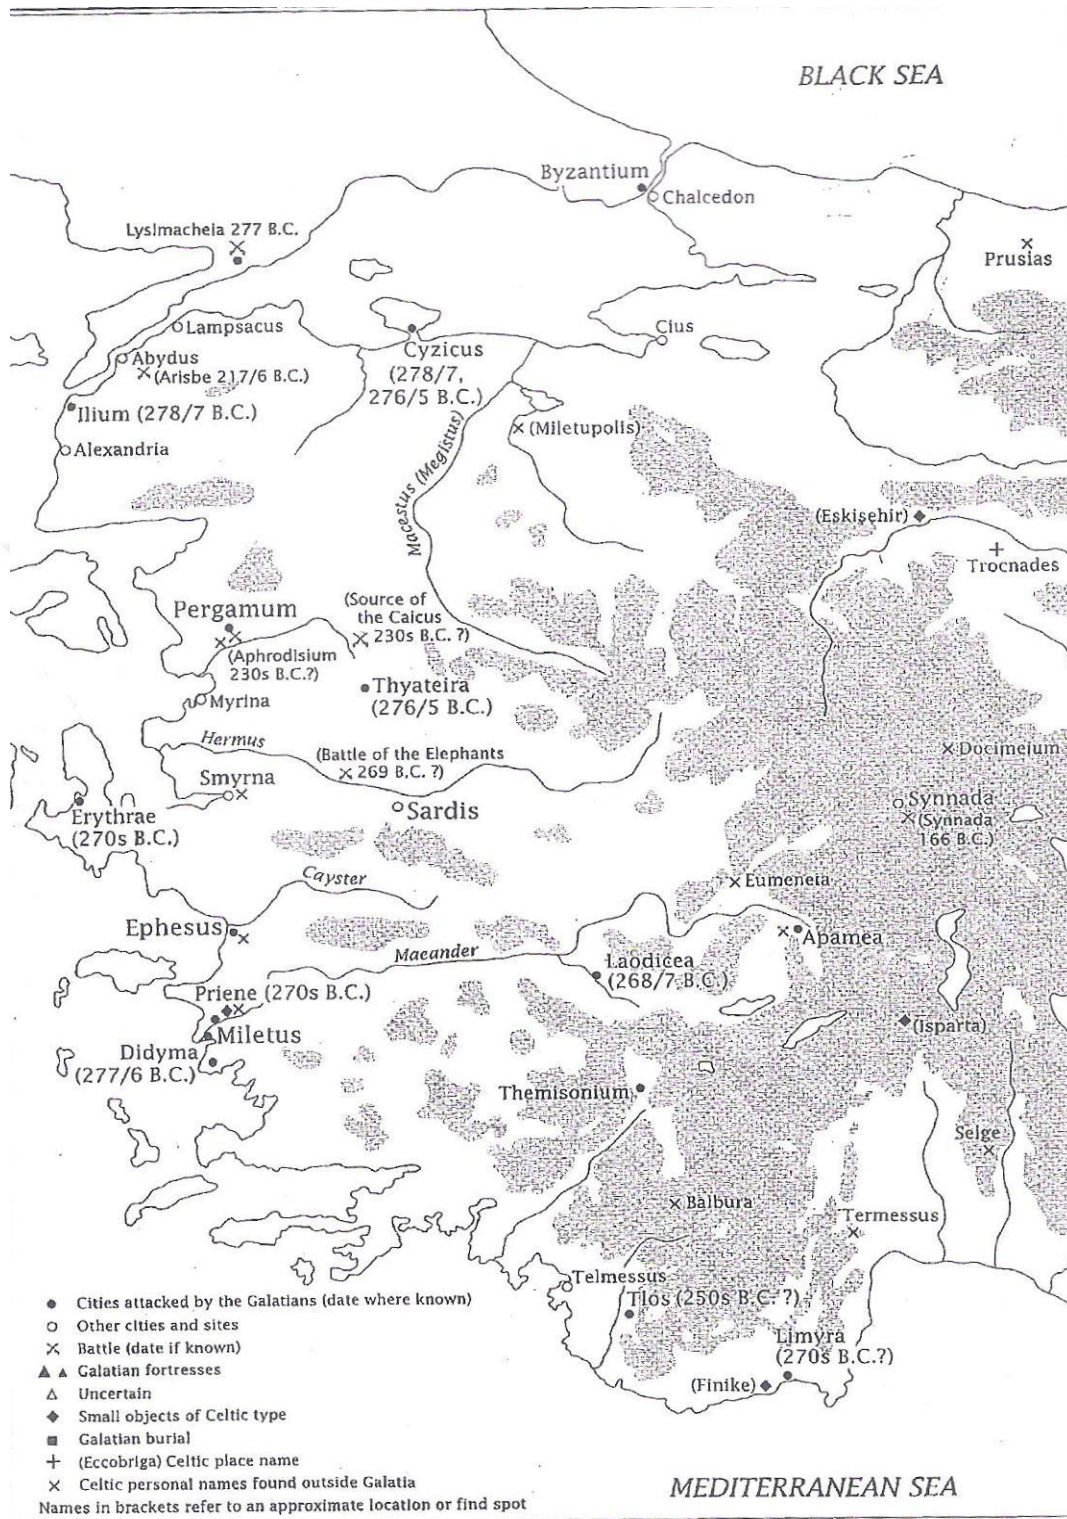 BLACK SEA
Byzantium
Chalcedon
Lysimacheia 277 B.C.
Prusias
Lampsacus
Cius
Abydus
(Arisbe 217/6 B.C.)
Cyzicus
(278/7,
276/5 B.C.)
Ilium (278/7 B.C.)
(Miletupolis)
Alexandria
Macestus (Megistus)
(Eskişehir)
Trocnades
Pergamum
(Source of
the Caicus
230s B.C. ?)
(Aphrodisium
230s B.C.?)
Thyateira
(276/5 B.C.)
Myrina
Hermus
(Battle of the Elephants
269 B.C. ?)
Docimeium
Smyrna
Sardis
Synnada
(Synnada
166 B.C.)
Erythrae
(270s B.C.)
Cayster
Eumeneia
Ephesus
Maeander
Apamea
Laodicea
(268/7 B.C.)
Priene (270s B.C.)
Miletus
(Isparta)
Didyma
(277/6 B.C.)
Themisonium
Selge
Balbura
Termessus
Telmessus
Tlos (250s B.C. ?)
Limyra
(270s B.C.?)
(Finike)
Cities attacked by the Galatians (date where known)
Other cities and sites
Battle (date if known)
Galatian fortresses
Uncertain
Small objects of Celtic type
Galatian burial
(Eccobriga) Celtic place name
Celtic personal names found outside Galatia
Names in brackets refer to an approximate location or find spot
MEDITERRANEAN SEA